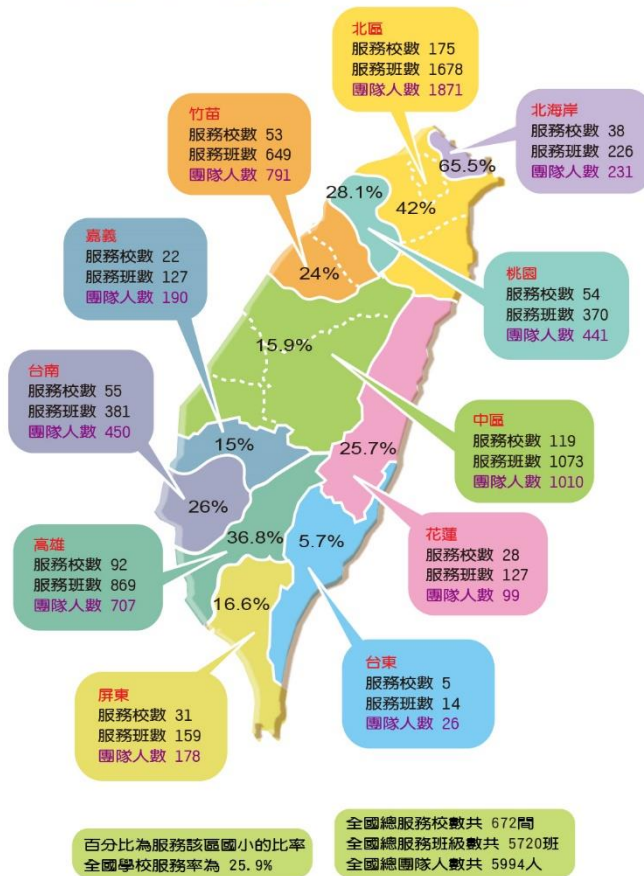 北區
服務校數 175
服務班數 1678
團隊人數 1871
北海岸
服務校數 38
服務班數 226
團隊人數 231
竹苗
服務校數 53
服務班數 649
團隊人數 791
65.5%
28.1%
42%
嘉義
服務校數 22
服務班數 127
團隊人數 190
24%
桃園
服務校數 54
服務班數 370
團隊人數 441
15.9%
台南
服務校數 55
服務班數 381
團隊人數 450
中區
服務校數 119
服務班數 1073
團隊人數 1010
15%
25.7%
26%
高雄
服務校數 92
服務班數 869
團隊人數 707
36.8%
5.7%
花蓮
服務校數 28
服務班數 127
團隊人數 99
16.6%
屏東
服務校數 31
服務班數 159
團隊人數 178
台東
服務校數 5
服務班數 14
團隊人數 26
百分比為服務該區國小的比率
全國學校服務率為 25.9%
全國總服務校數共 672間
全國總服務班級數共 5720班
全國總團隊人數共 5994人